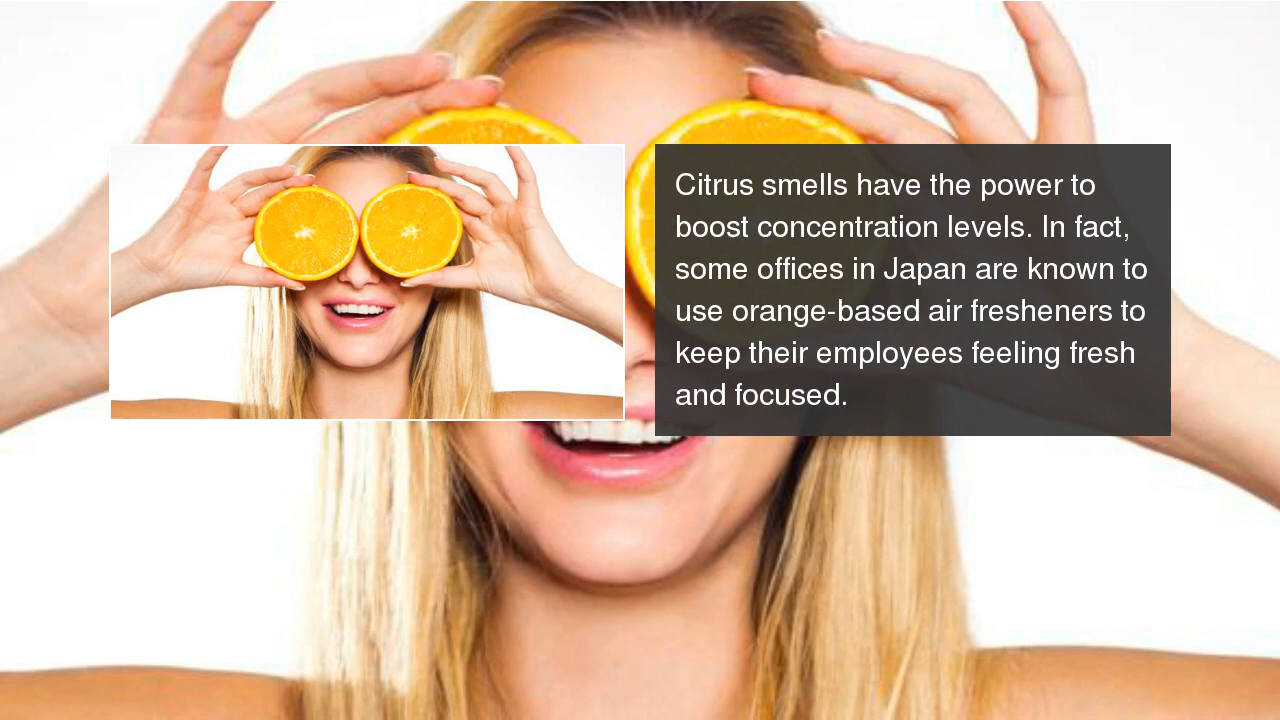 Citrus smells have the power to
boost concentration levels. In fact,
some offices in Japan are known to
use orange-based air fresheners to
keep their employees feeling fresh
and focused.